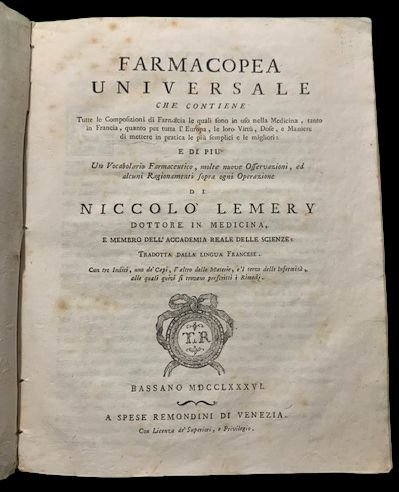 FARMACOPEA
UNIVERSALE
CHE CONTIENE
Tutte le Composizioni di Farmacia le quali sono in uso nella Medicina, tanto
in Francia, quanto per tutta l'Europa, le loro Virtù, Dose, e Maniere
di mettere in pratica le più semplici e le migliori.
E DI PIÙ
Un Vocabolario Farmaceutico, molte nuove Osservazioni, ed
alcuni Ragionamenti sopra ogni Operazione
DI
NICCOLÒ LEMERY
DOTTORE IN MEDICINA,
E MEMBRO DELL'ACCADEMIA REALE DELLE SCIENZE.
TRADOTTA DALLA LINGUA FRANCESE.
Con tre Indici, uno de' Capi, l'altro delle Materie, e'l terzo delle Infermità,
alle quali quivi si trovano prescritti i Rimedj.
T.R
BASSANO MDCCLXXXVI.
A SPESE REMONDINI DI VENEZIA.
Con Licenza de' Superiori, e Privilegio.